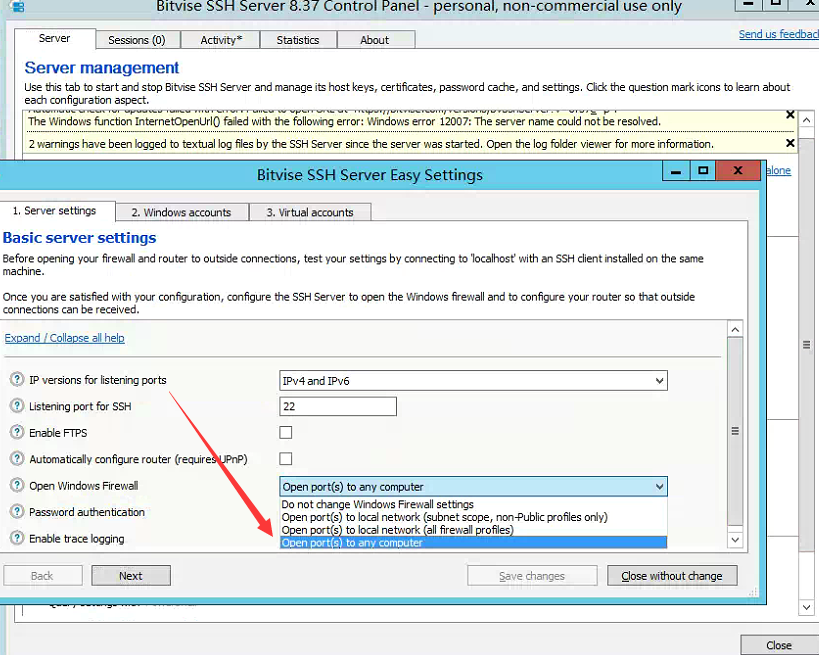 Bitvise SSH Server 8.37 Control Panel - personal, non-commercial use only
Server
Sessions (0)
Activity*
Statistics
About
Send us feedback
Server management
Use this tab to start and stop Bitvise SSH Server and manage its host keys, certificates, password cache, and settings. Click the question mark icons to learn about
each configuration aspect.
The Windows function InternetOpenUrl() failed with the following error: Windows error 12007: The server name could not be resolved.
2 warnings have been logged to textual log files by the SSH Server since the server was started. Open the log folder viewer for more information.
Bitvise SSH Server Easy Settings
alone
1. Server settings
2. Windows accounts
3. Virtual accounts
Basic server settings
Before opening your firewall and router to outside connections, test your settings by connecting to 'localhost' with an SSH client installed on the same
machine.
Once you are satisfied with your configuration, configure the SSH Server to open the Windows firewall and to configure your router so that outside
connections can be received.
Expand / Collapse all help
IP versions for listening ports
IPv4 and IPv6
Listening port for SSH
22
Enable FTPS
Automatically configure router (requires UPnP)
Open Windows Firewall
Open port(s) to any computer
Do not change Windows Firewall settings
Open port(s) to local network (subnet scope, non-Public profiles only)
Password authentication
Open port(s) to local network (all firewall profiles)
Enable trace logging
Open port(s) to any computer
Back
Next
Save changes
Close without change
Close